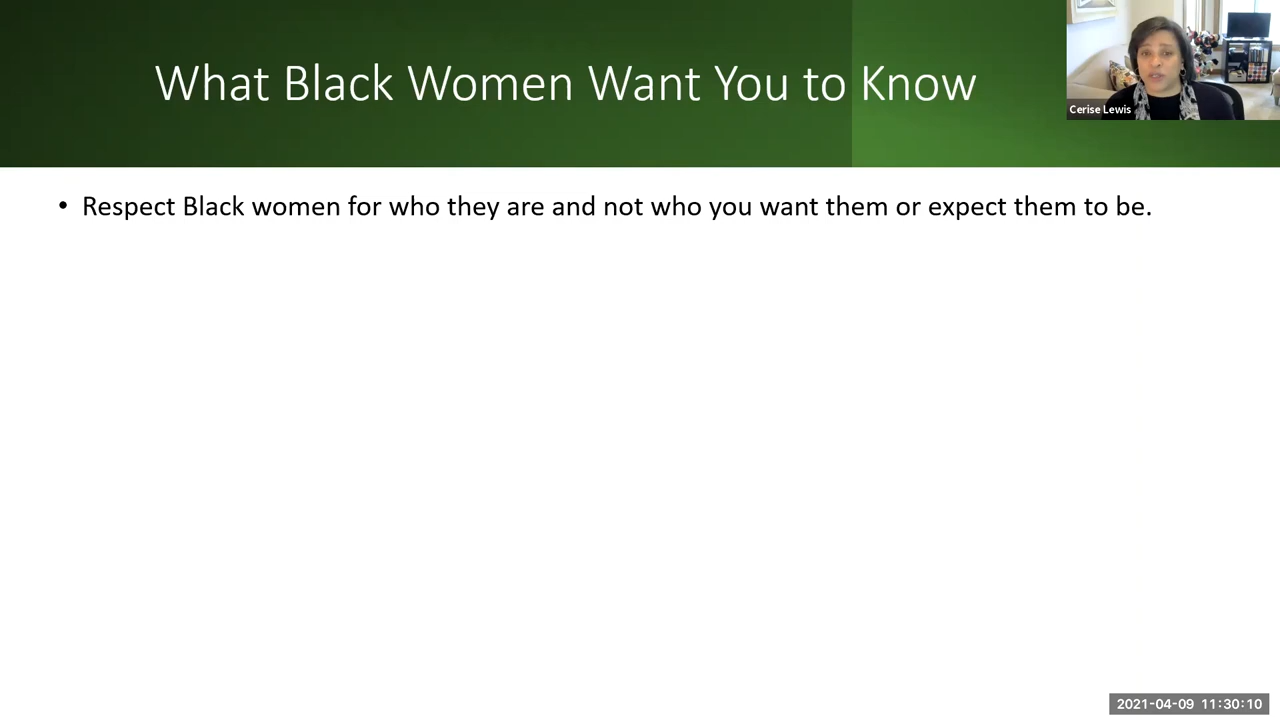 What Black Women Want You to Know
Cerise Lewis
• Respect Black women for who they are and not who you want them or expect them to be.
2021-04-09 11:30:10